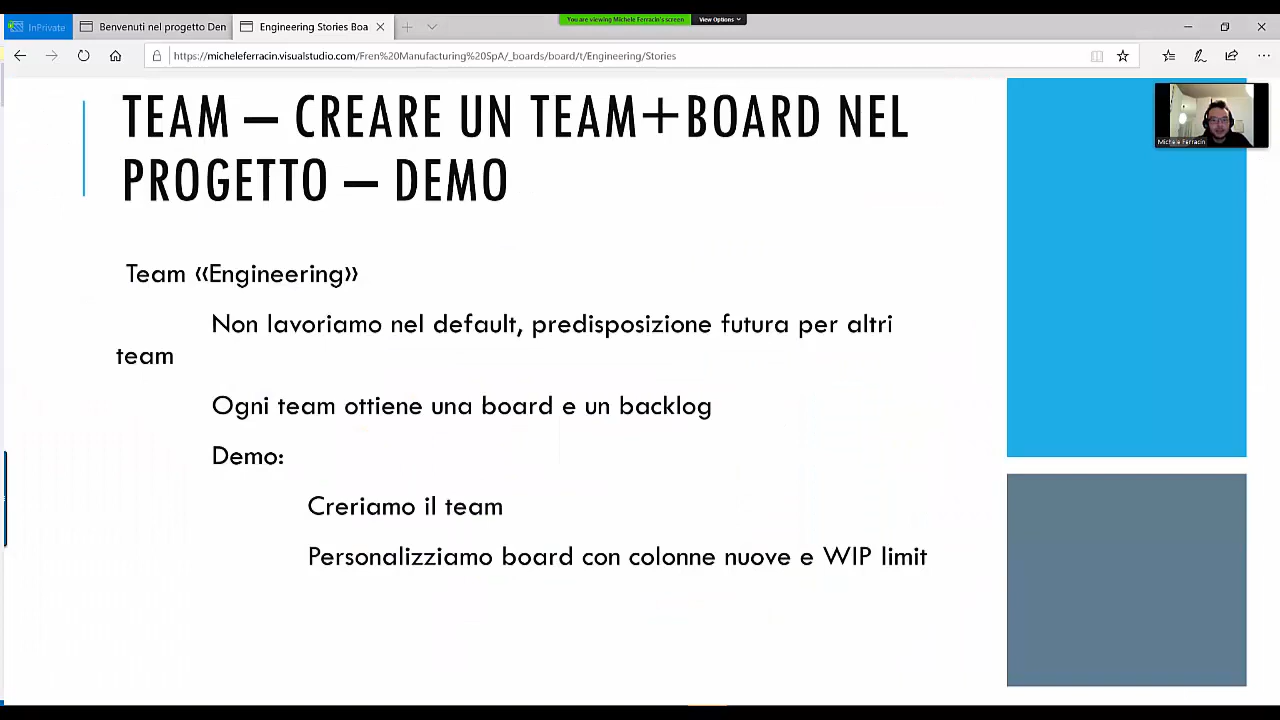 You are viewing Michele Ferracin's screen
View Options
InPrivate
Benvenuti nel progetto Den
Engineering Stories Boa
https://micheleferracin.visualstudio.com/Fren%20Manufacturing%20SpA/_boards/board/t/Engineering/Stories
TEAM – CREARE UN TEAM+BOARD NEL
PROGETTO – DEMO
Michele Ferracin
Team «Engineering»
Non lavoriamo nel default, predisposizione futura per altri
team
Ogni team ottiene una board e un backlog
Demo:
Creriamo il team
Personalizziamo board con colonne nuove e WIP limit